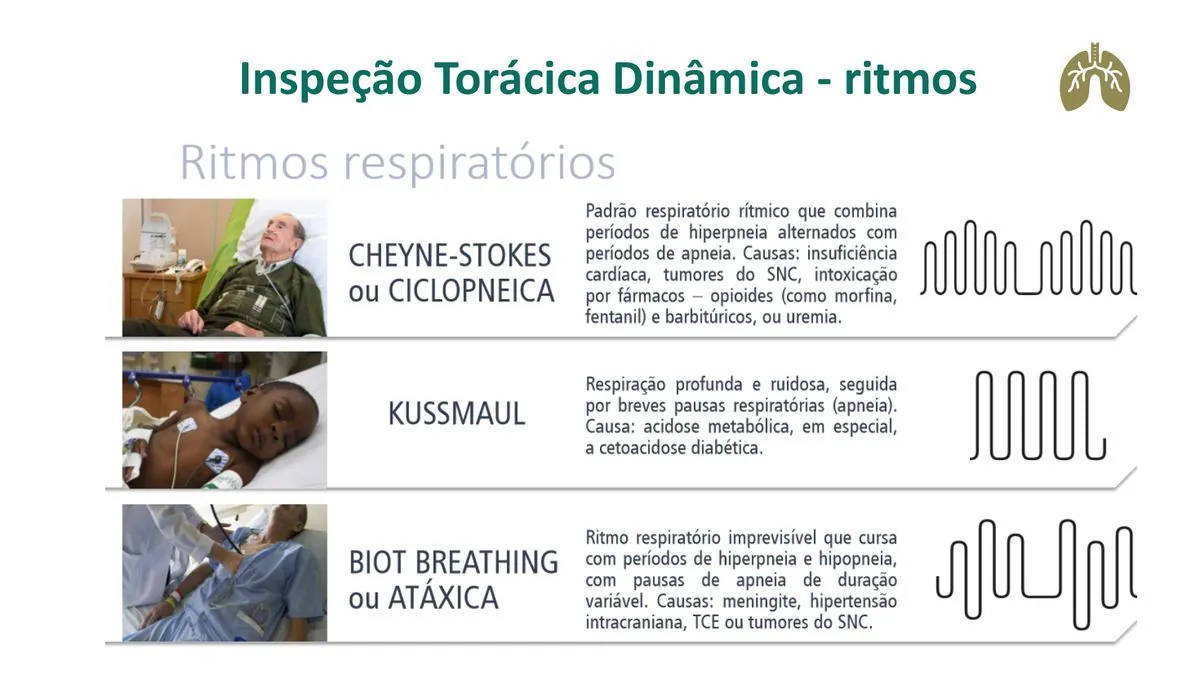 Inspeção Torácica Dinâmica - ritmos
Ritmos respiratórios
CHEYNE-STOKES
ou CICLOPNEICA
Padrão respiratório rítmico que combina
períodos de hiperpneia alternados com
períodos de apneia. Causas: insuficiência
cardíaca, tumores do SNC, intoxicação
por fármacos – opioides (como morfina,
fentanil) e barbitúricos, ou uremia.
KUSSMAUL
Respiração profunda e ruidosa, seguida
por breves pausas respiratórias (apneia).
Causa: acidose metabólica, em especial,
a cetoacidose diabética.
BIOT BREATHING
ou ATÁXICA
Ritmo respiratório imprevisível que cursa
com períodos de hiperpneia e hipopneia,
com pausas de apneia de duração
variável. Causas: meningite, hipertensão
intracraniana, TCE ou tumores do SNC.